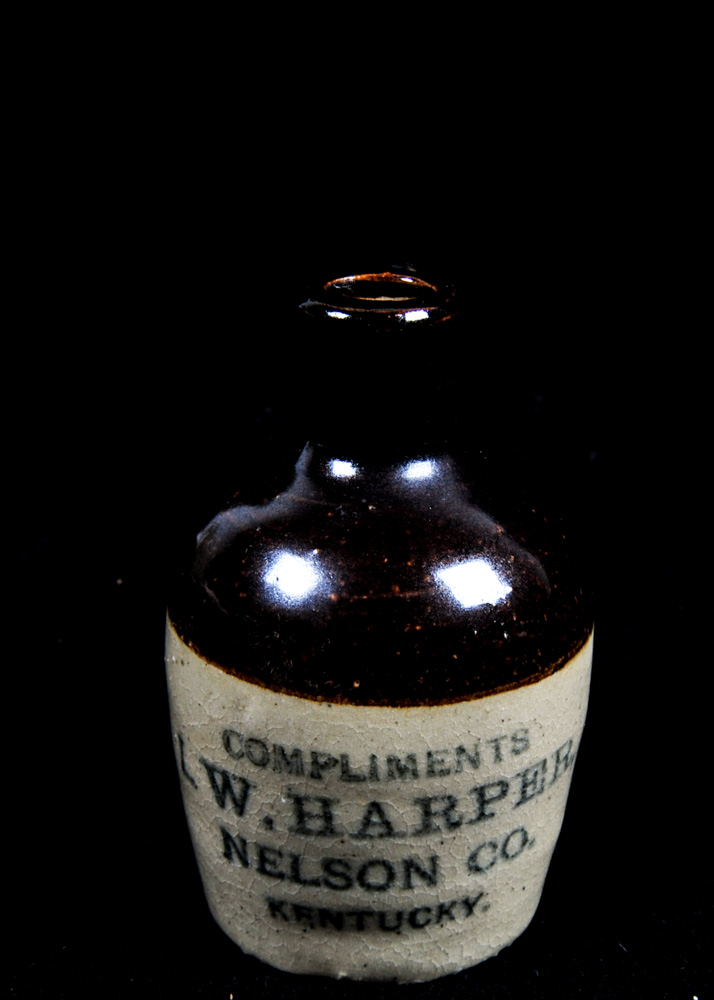 COMPLIMENTS
I.W.HARPER
NELSON CO.
KENTUCKY.